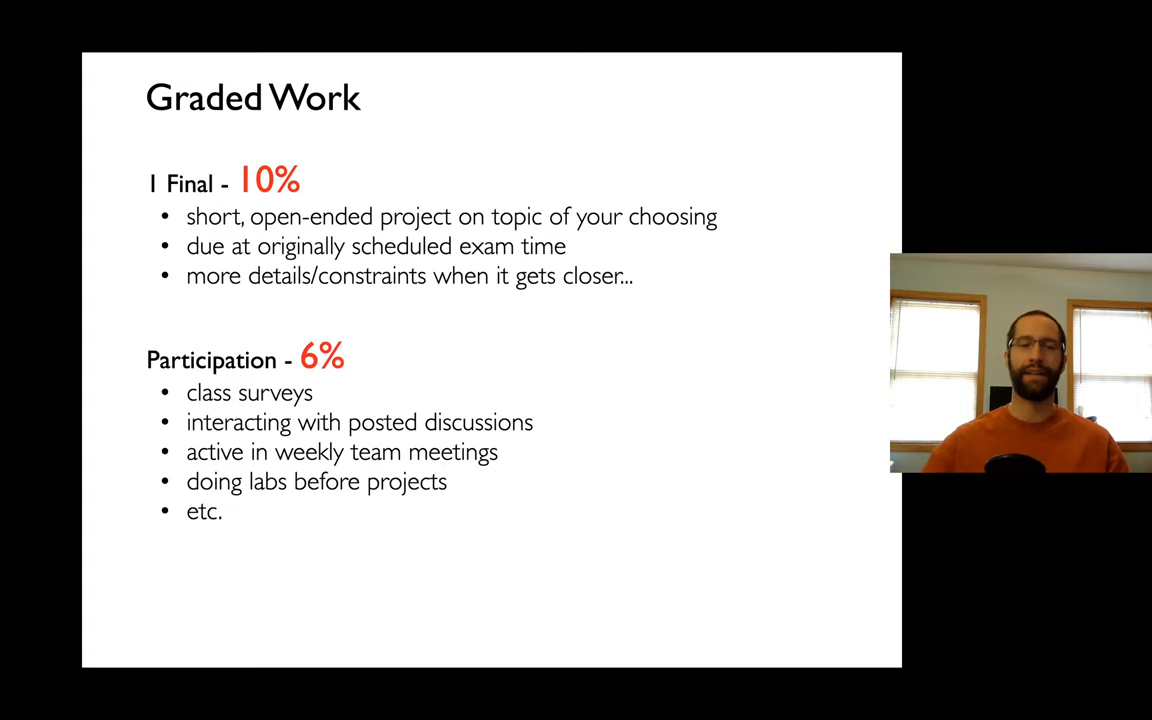 Graded Work
1 Final - 10%
• short, open-ended project on topic of your choosing
• due at originally scheduled exam time
• more details/constraints when it gets closer...
Participation - 6%
• class surveys
• interacting with posted discussions
• active in weekly team meetings
• doing labs before projects
• etc.